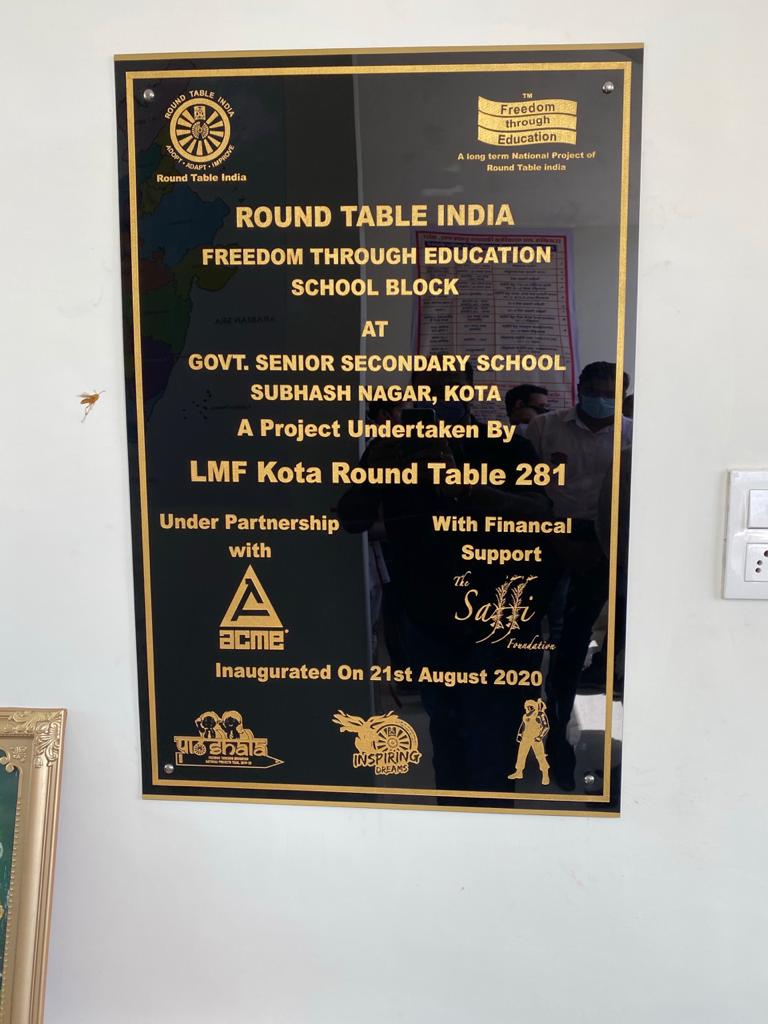 ROUND TABLE INDIA
ADOPT • ADAPT • IMPROVE
Round Table India
TM
Freedom
through
Education
A long term National Project of
Round Table india
ROUND TABLE INDIA
FREEDOM THROUGH EDUCATION
SCHOOL BLOCK
AT
GOVT. SENIOR SECONDARY SCHOOL
SUBHASH NAGAR, KOTA
A Project Undertaken By
LMF Kota Round Table 281
Under Partnership
with
acme
With Financal
Support
The
Saffi
Foundation
Inaugurated On 21st August 2020
shata
INSPIRING
DREAMS